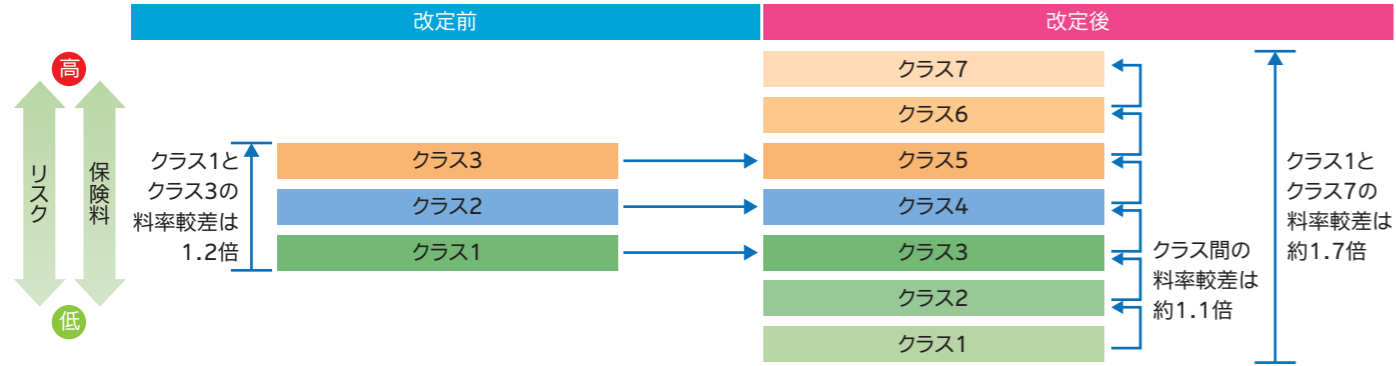 改定前
改定後
高
リスク
保険料
低
クラス1と
クラス3の
料率較差は
1.2倍
クラス3
クラス2
クラス1
クラス7
クラス6
クラス5
クラス4
クラス3
クラス2
クラス1
クラス間の
料率較差は
約1.1倍
クラス1と
クラス7の
料率較差は
約1.7倍